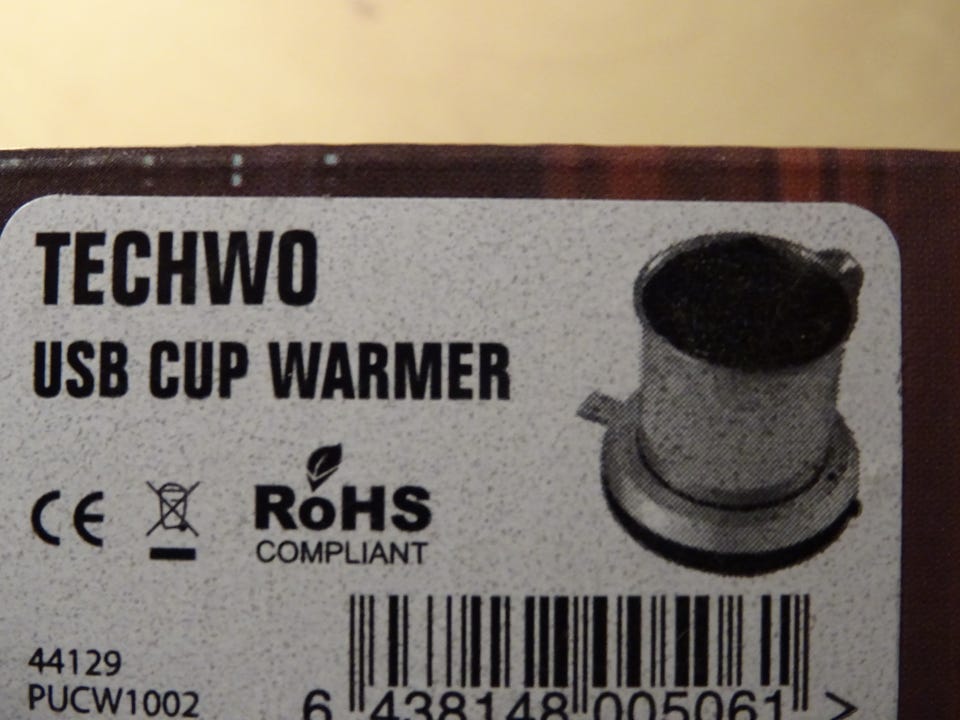 TECHWO
USB CUP WARMER
CE
RoHS
COMPLIANT
44129
PUCW1002
6 438148 005061 >